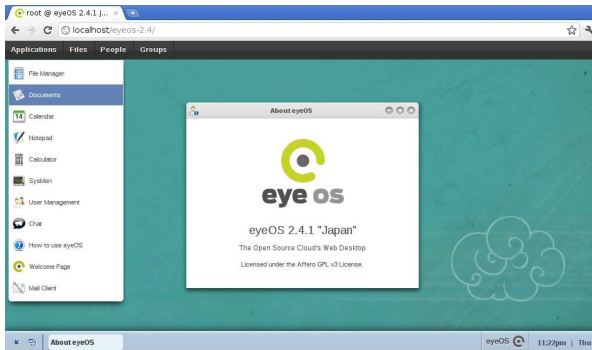 root @ eyeOS 2.4.1 J...
localhost/eyeos-2.4/
Applications Files People Groups
File Manager
Documents
14 Calendar
Notepad
Calculator
SysMon
User Management
Chat
How to use eyeOS
Welcome Page
Mail Client
About eyeOS
eye os
eyeOS 2.4.1 "Japan"
The Open Source Cloud's Web Desktop
Licensed under the Affero GPL v3 License.
About eyeOS
eyeOS 11:22pm | Thu